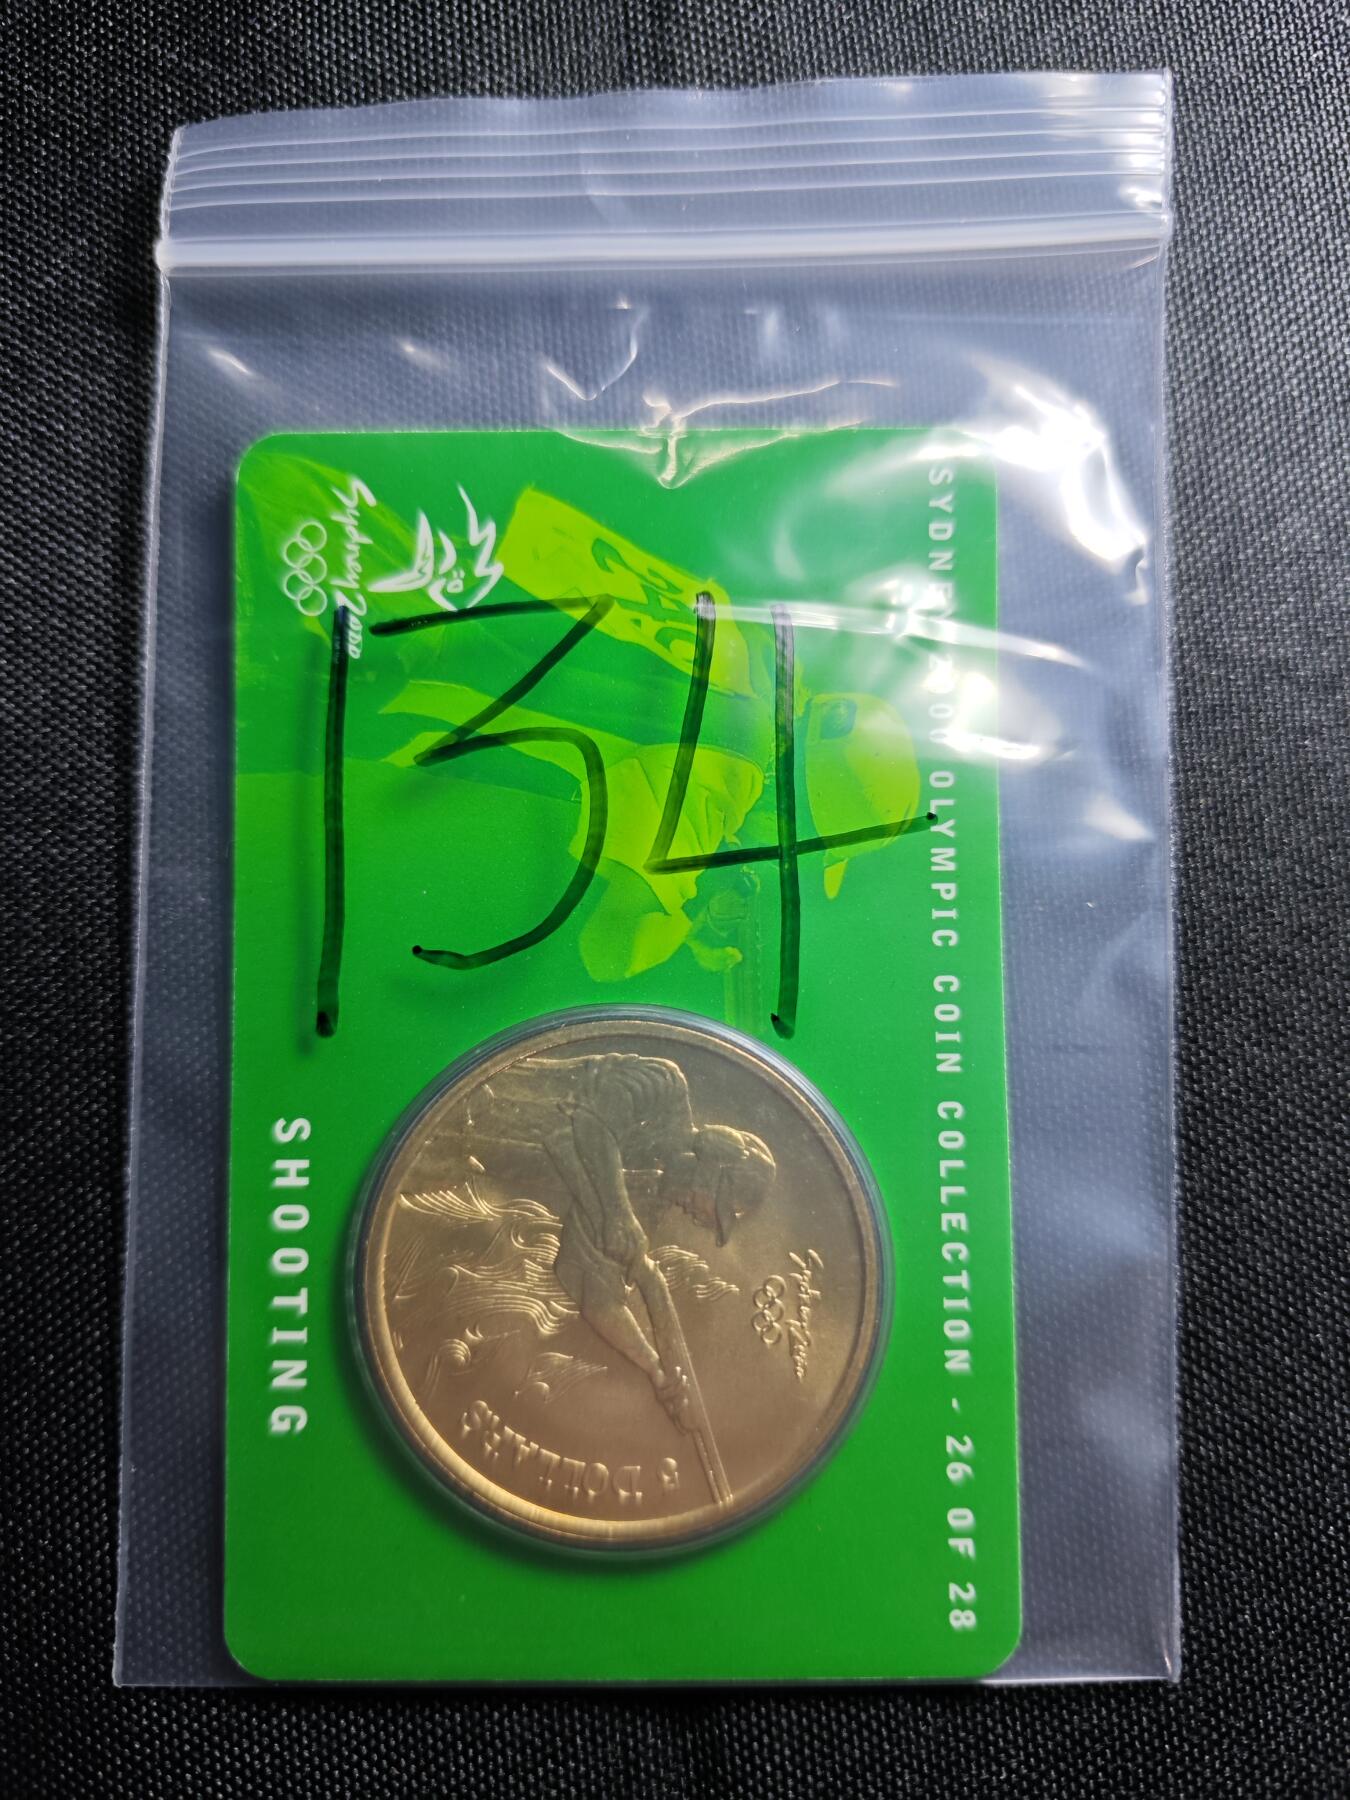 134
SYDNEY 2000 OLYMPIC COIN COLLECTION - 26 OF 28
Sydney 2000
Sydney 2000
5 DOLLARS
SHOOTING